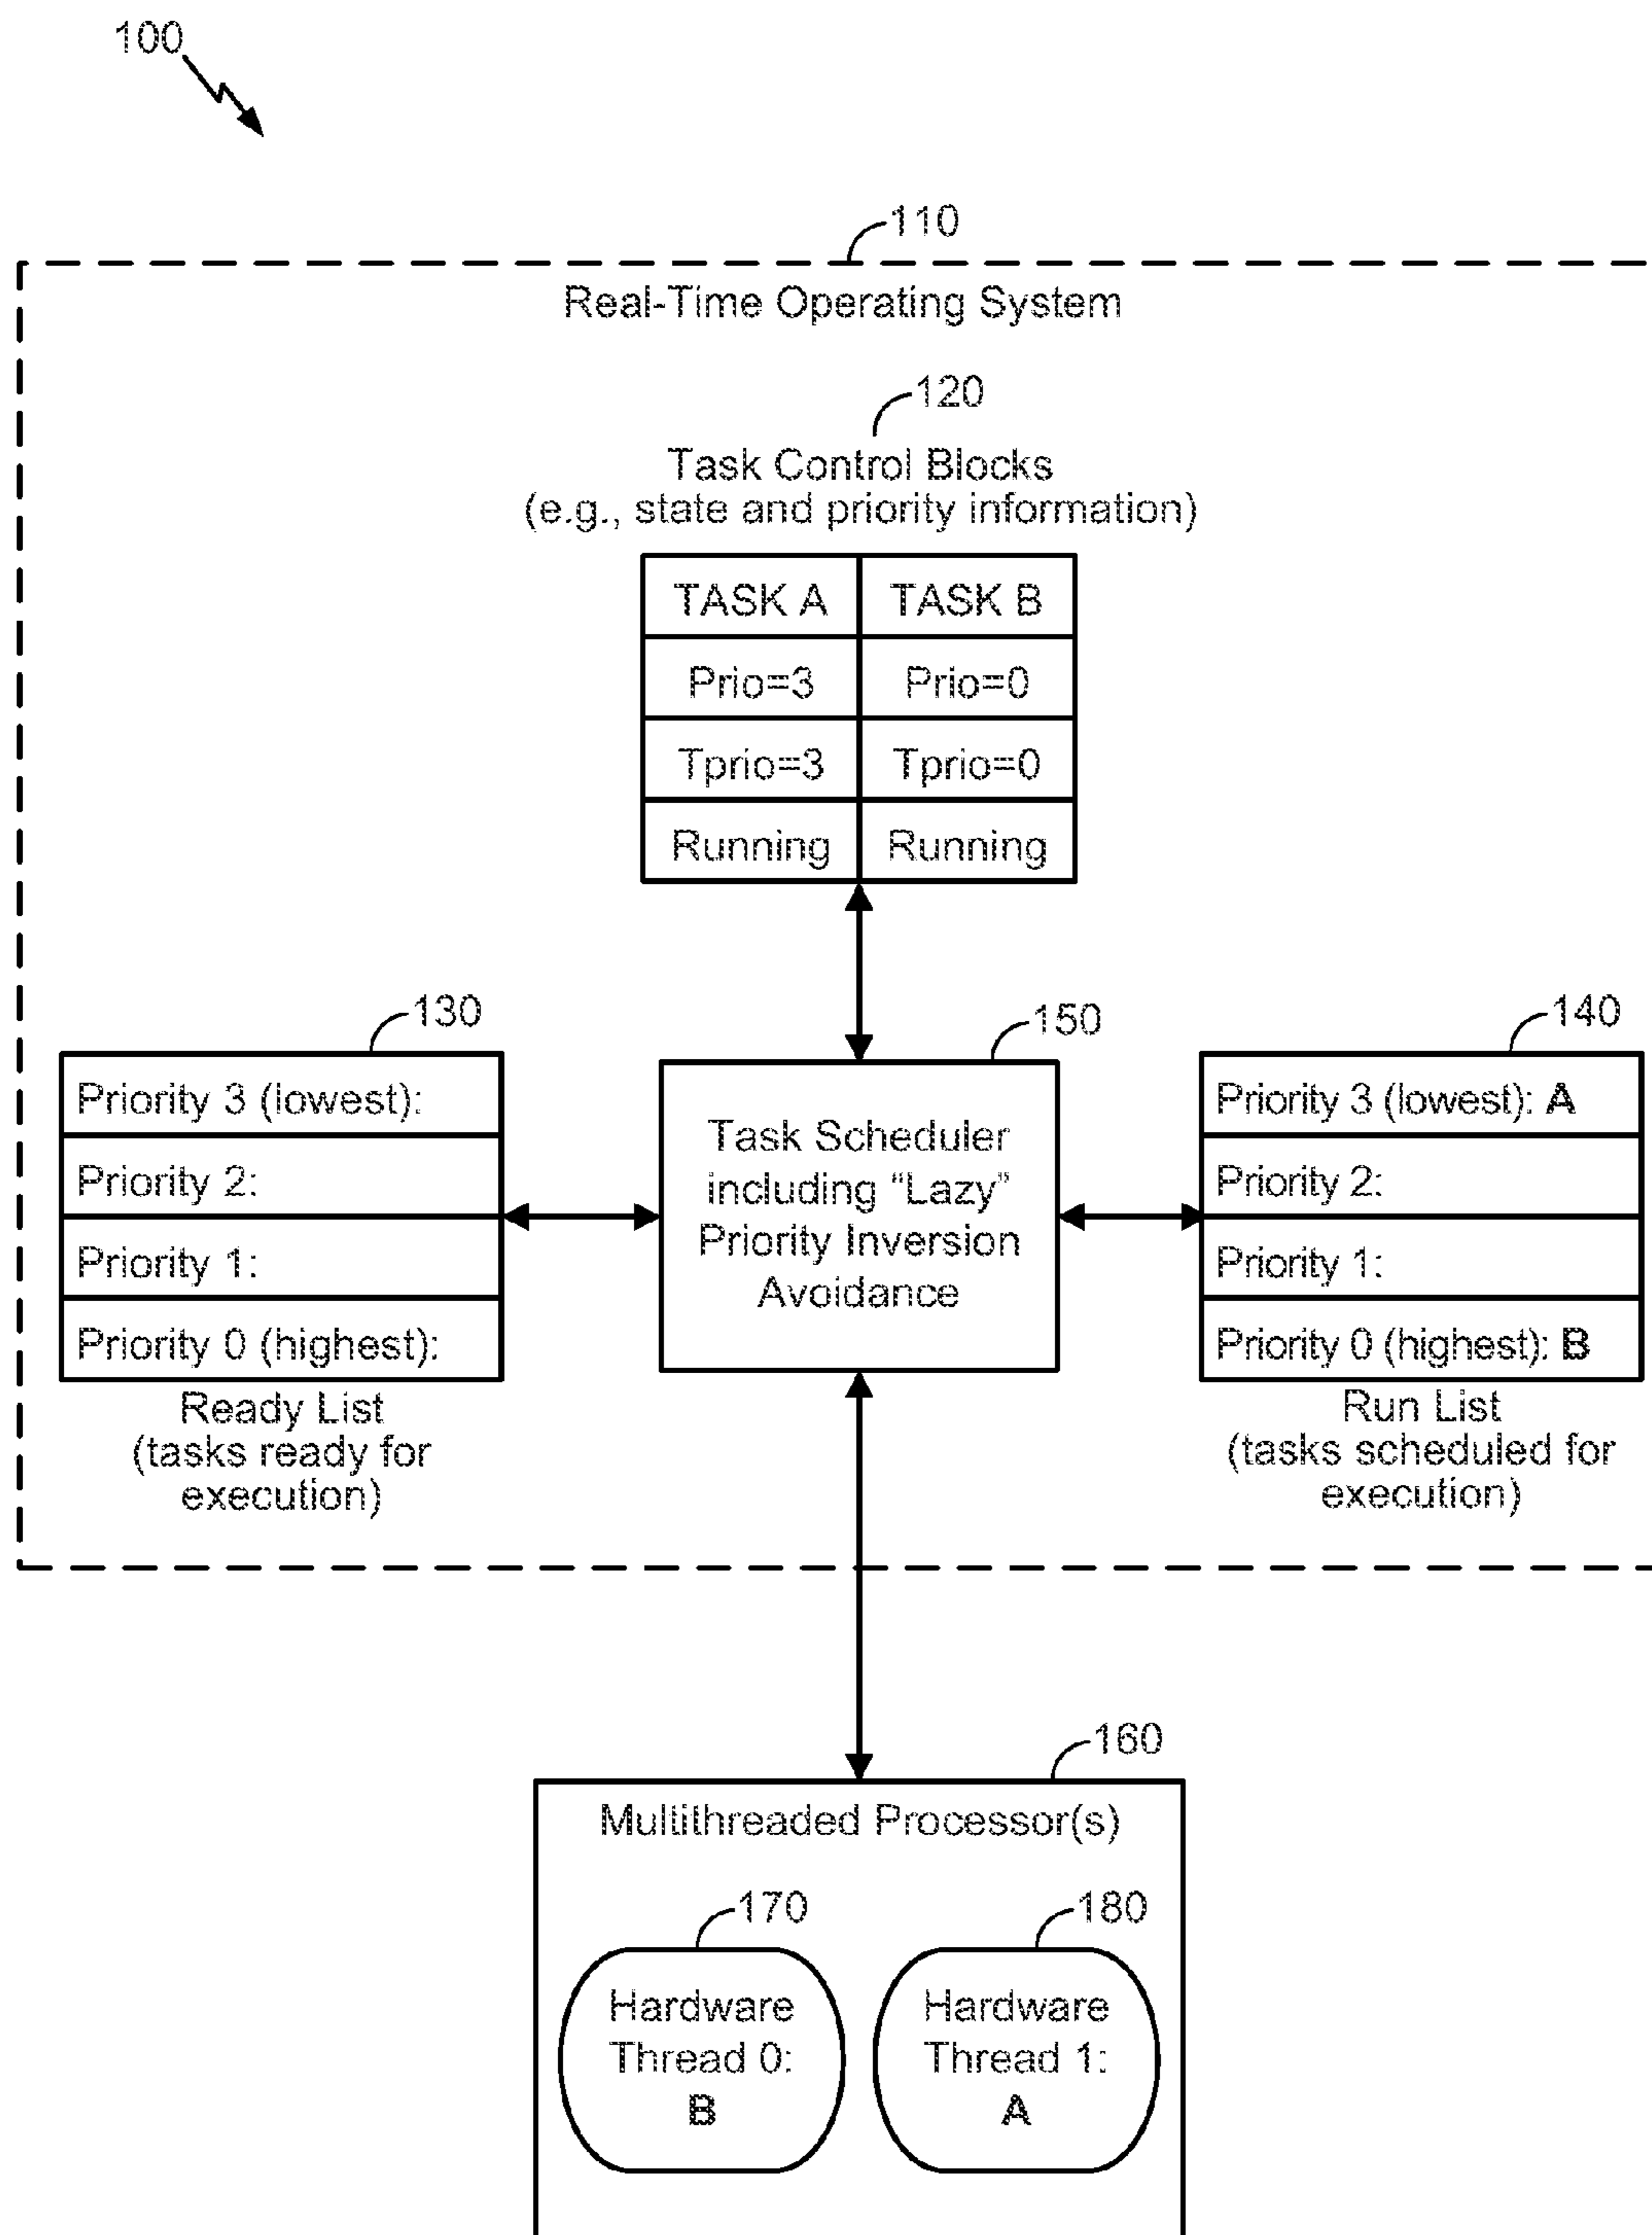 100
110
Real-Time Operating System
120
Task Control Blocks
(e.g., state and priority information)
TASK A TASK B
Prio=3 Prio=0
Tprio=3 Tprio=0
Running Running
130
Priority 3 (lowest):
Priority 2:
Priority 1:
Priority 0 (highest):
Ready List
(tasks ready for
execution)
150
Task Scheduler
including “Lazy”
Priority Inversion
Avoidance
140
Priority 3 (lowest): A
Priority 2:
Priority 1:
Priority 0 (highest): B
Run List
(tasks scheduled for
execution)
160
Multithreaded Processor(s)
170
Hardware
Thread 0:
B
180
Hardware
Thread 1:
A